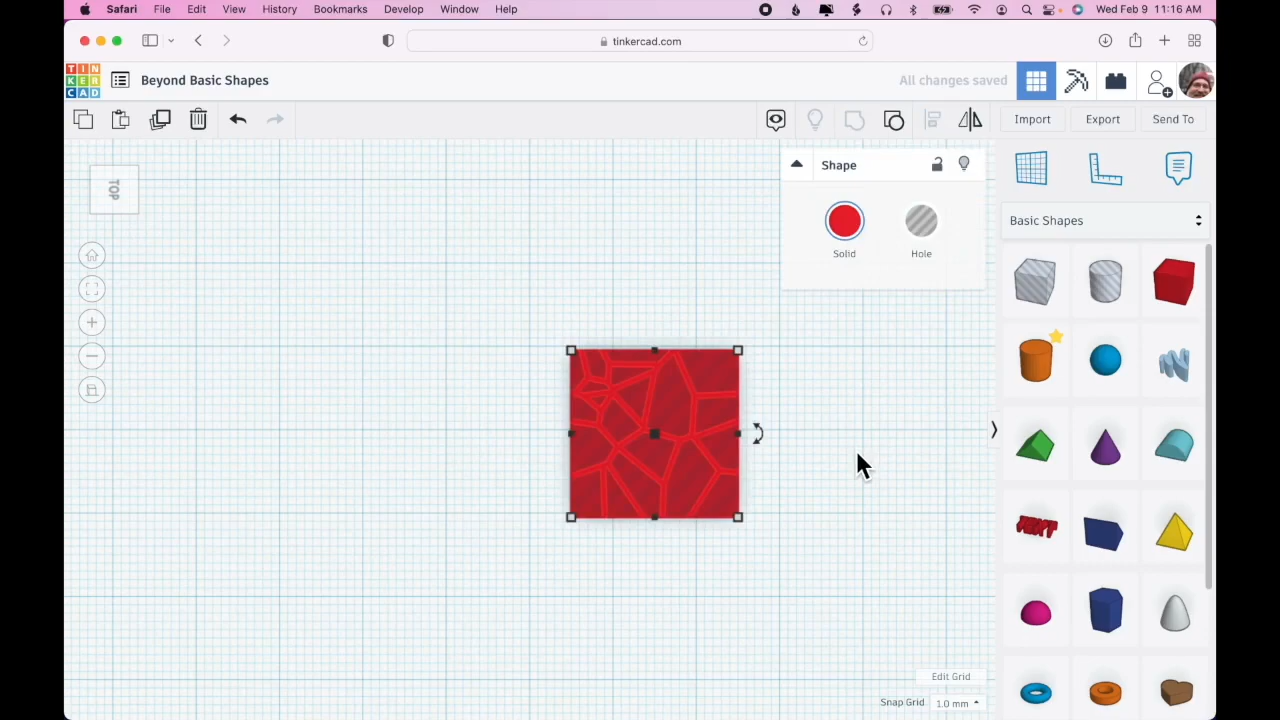 Safari File Edit View History Bookmarks Develop Window Help Wed Feb 9 11:16 AM
tinkercad.com
TIN
KER
CAD
Beyond Basic Shapes
All changes saved
Import Export Send To
TOP
Shape
Solid Hole
Basic Shapes
TEXT
Edit Grid
Snap Grid 1.0 mm